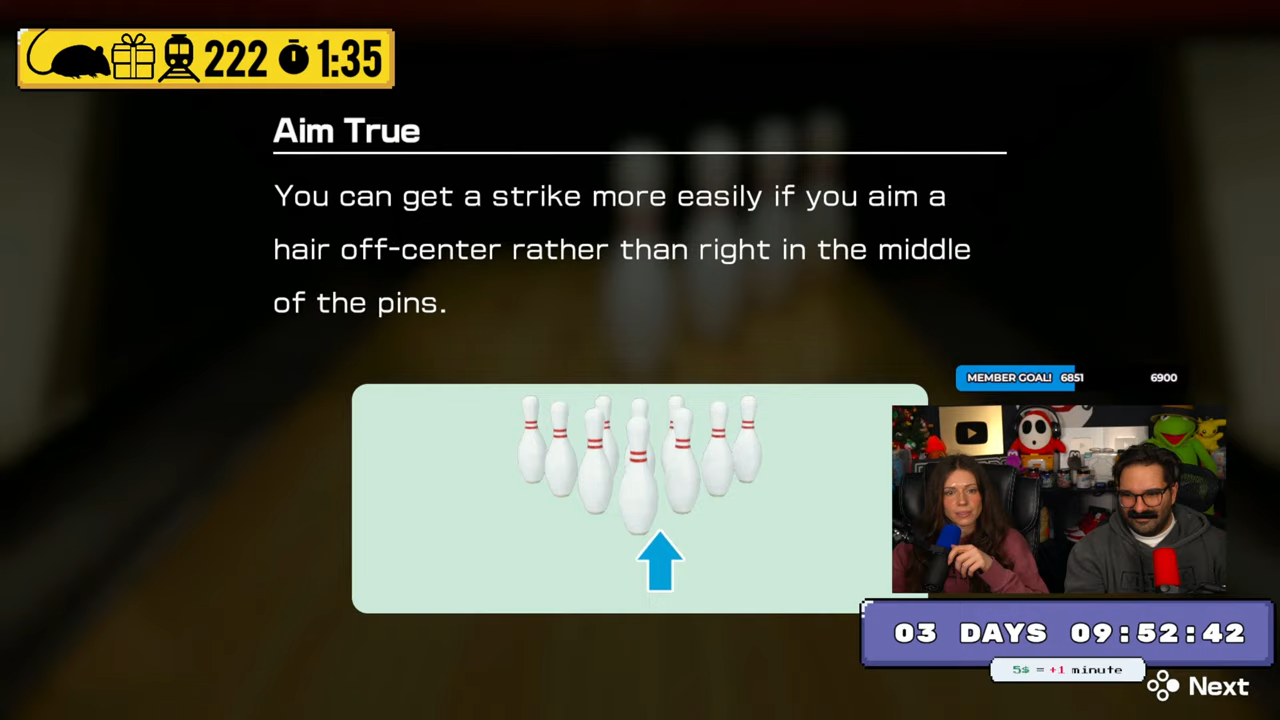 222 1:35
Aim True
You can get a strike more easily if you aim a
hair off-center rather than right in the middle
of the pins.
MEMBER GOAL! 6851 6900
03 DAYS 09:52:42
5$ = +1 minute
Next